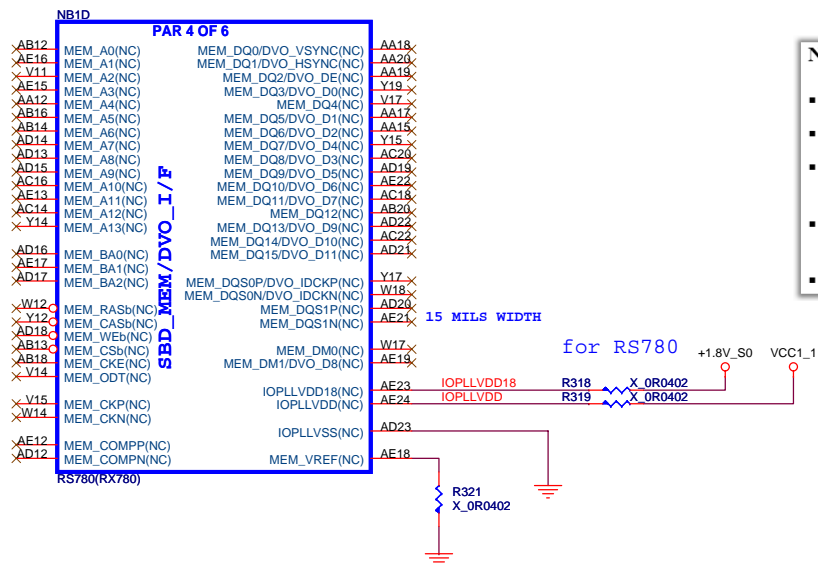 NB1D
PAR 4 OF 6
AB12 MEM_A0(NC) MEM_DQ0/DVO_VSYNC(NC) AA18
AE16 MEM_A1(NC) MEM_DQ1/DVO_HSYNC(NC) AA20
V11 MEM_A2(NC) MEM_DQ2/DVO_DE(NC) AA19
AE15 MEM_A3(NC) MEM_DQ3/DVO_D0(NC) Y19
AA12 MEM_A4(NC) MEM_DQ4(NC) V17
AB16 MEM_A5(NC) MEM_DQ5/DVO_D1(NC) AA17
AB14 MEM_A6(NC) MEM_DQ6/DVO_D2(NC) AA15
AD14 MEM_A7(NC) MEM_DQ7/DVO_D4(NC) Y15
AD13 MEM_A8(NC) MEM_DQ8/DVO_D3(NC) AC20
AD15 MEM_A9(NC) MEM_DQ9/DVO_D5(NC) AD19
AC16 MEM_A10(NC) MEM_DQ10/DVO_D6(NC) AE22
AE13 MEM_A11(NC) MEM_DQ11/DVO_D7(NC) AC18
AC14 MEM_A12(NC) MEM_DQ12(NC) AB20
Y14 MEM_A13(NC) MEM_DQ13/DVO_D9(NC) AD22
MEM_DQ14/DVO_D10(NC) AC22
AD16 MEM_BA0(NC) MEM_DQ15/DVO_D11(NC) AD21
AE17 MEM_BA1(NC)
AD17 MEM_BA2(NC) MEM_DQS0P/DVO_IDCKP(NC) Y17
MEM_DQS0N/DVO_IDCKN(NC) W18
W12 MEM_RASb(NC) MEM_DQS1P(NC) AD20
Y12 MEM_CASb(NC) MEM_DQS1N(NC) AE21
AD18 MEM_WEb(NC)
AB13 MEM_CSb(NC) MEM_DM0(NC) W17
AB18 MEM_CKE(NC) MEM_DM1/DVO_D8(NC) AE19
V14 MEM_ODT(NC)
IOPLLVDD18(NC) AE23
V15 MEM_CKP(NC) IOPLLVDD(NC) AE24
W14 MEM_CKN(NC)
IOPLLVSS(NC) AD23
AE12 MEM_COMPP(NC)
AD12 MEM_COMPN(NC) MEM_VREF(NC) AE18
SBD_MEM/DVO_I/F
RS780(RX780)
15 MILS WIDTH
for RS780
+1.8V_S0 VCC1_1
IOPLLVDD18 R318 X_0R0402
IOPLLVDD R319 X_0R0402
R321
X_0R0402